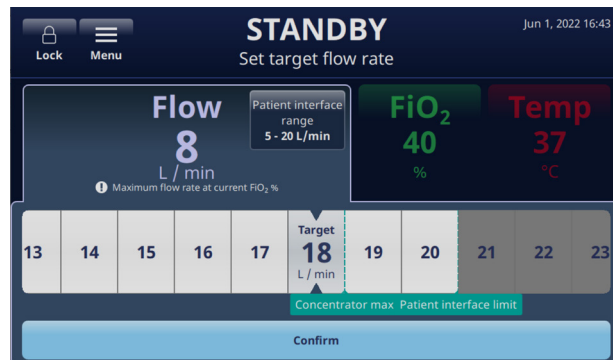 Lock
Menu
STANDBY
Set target flow rate
Jun 1, 2022 16:43
Flow
8
L / min
! Maximum flow rate at current FiO₂ %
Patient interface
range
5 - 20 L/min
FiO₂
40
%
Temp
37
°C
13 14 15 16 17
Target
18
L / min
19 20 21 22 23
Concentrator max Patient interface limit
Confirm